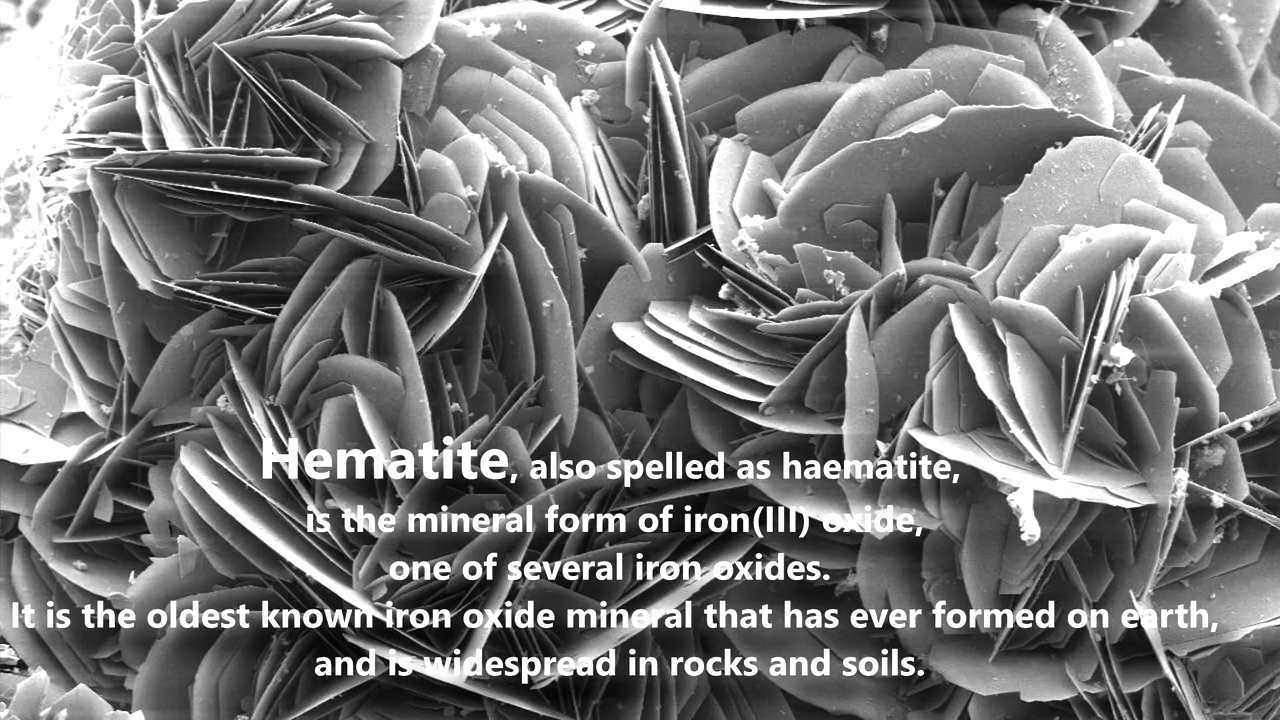 Hematite, also spelled as haematite,
is the mineral form of iron(III) oxide,
one of several iron oxides.
It is the oldest known iron oxide mineral that has ever formed on earth,
and is widespread in rocks and soils.